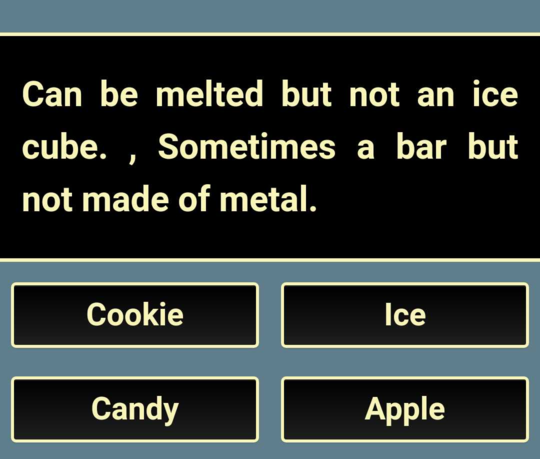 Can be melted but not an ice
cube. , Sometimes a bar but
not made of metal.
Cookie
Ice
Candy
Apple